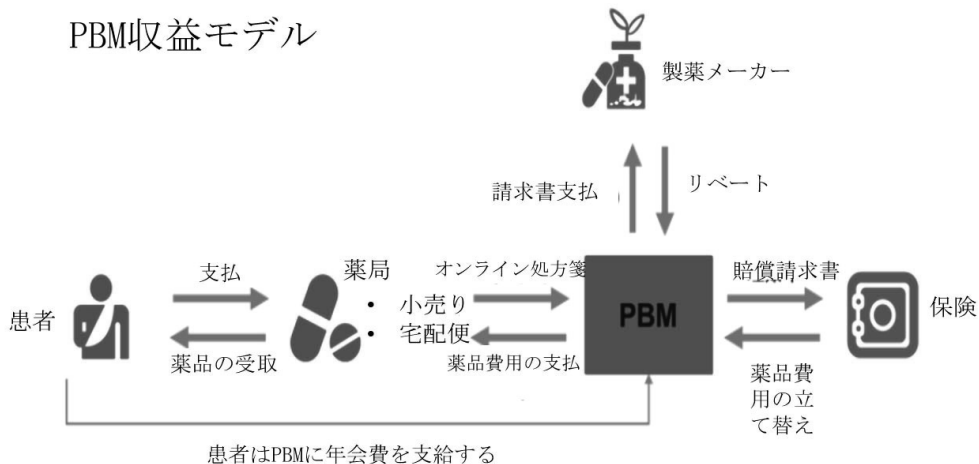 PBM収益モデル
製薬メーカー
請求書支払
リベート
支払
薬局
オンライン処方箋
賠償請求書
患者
・ 小売り
・ 宅配便
PBM
保険
薬品の受取
薬品費用の支払
薬品費
用の立
て替え
患者はPBMに年会費を支給する